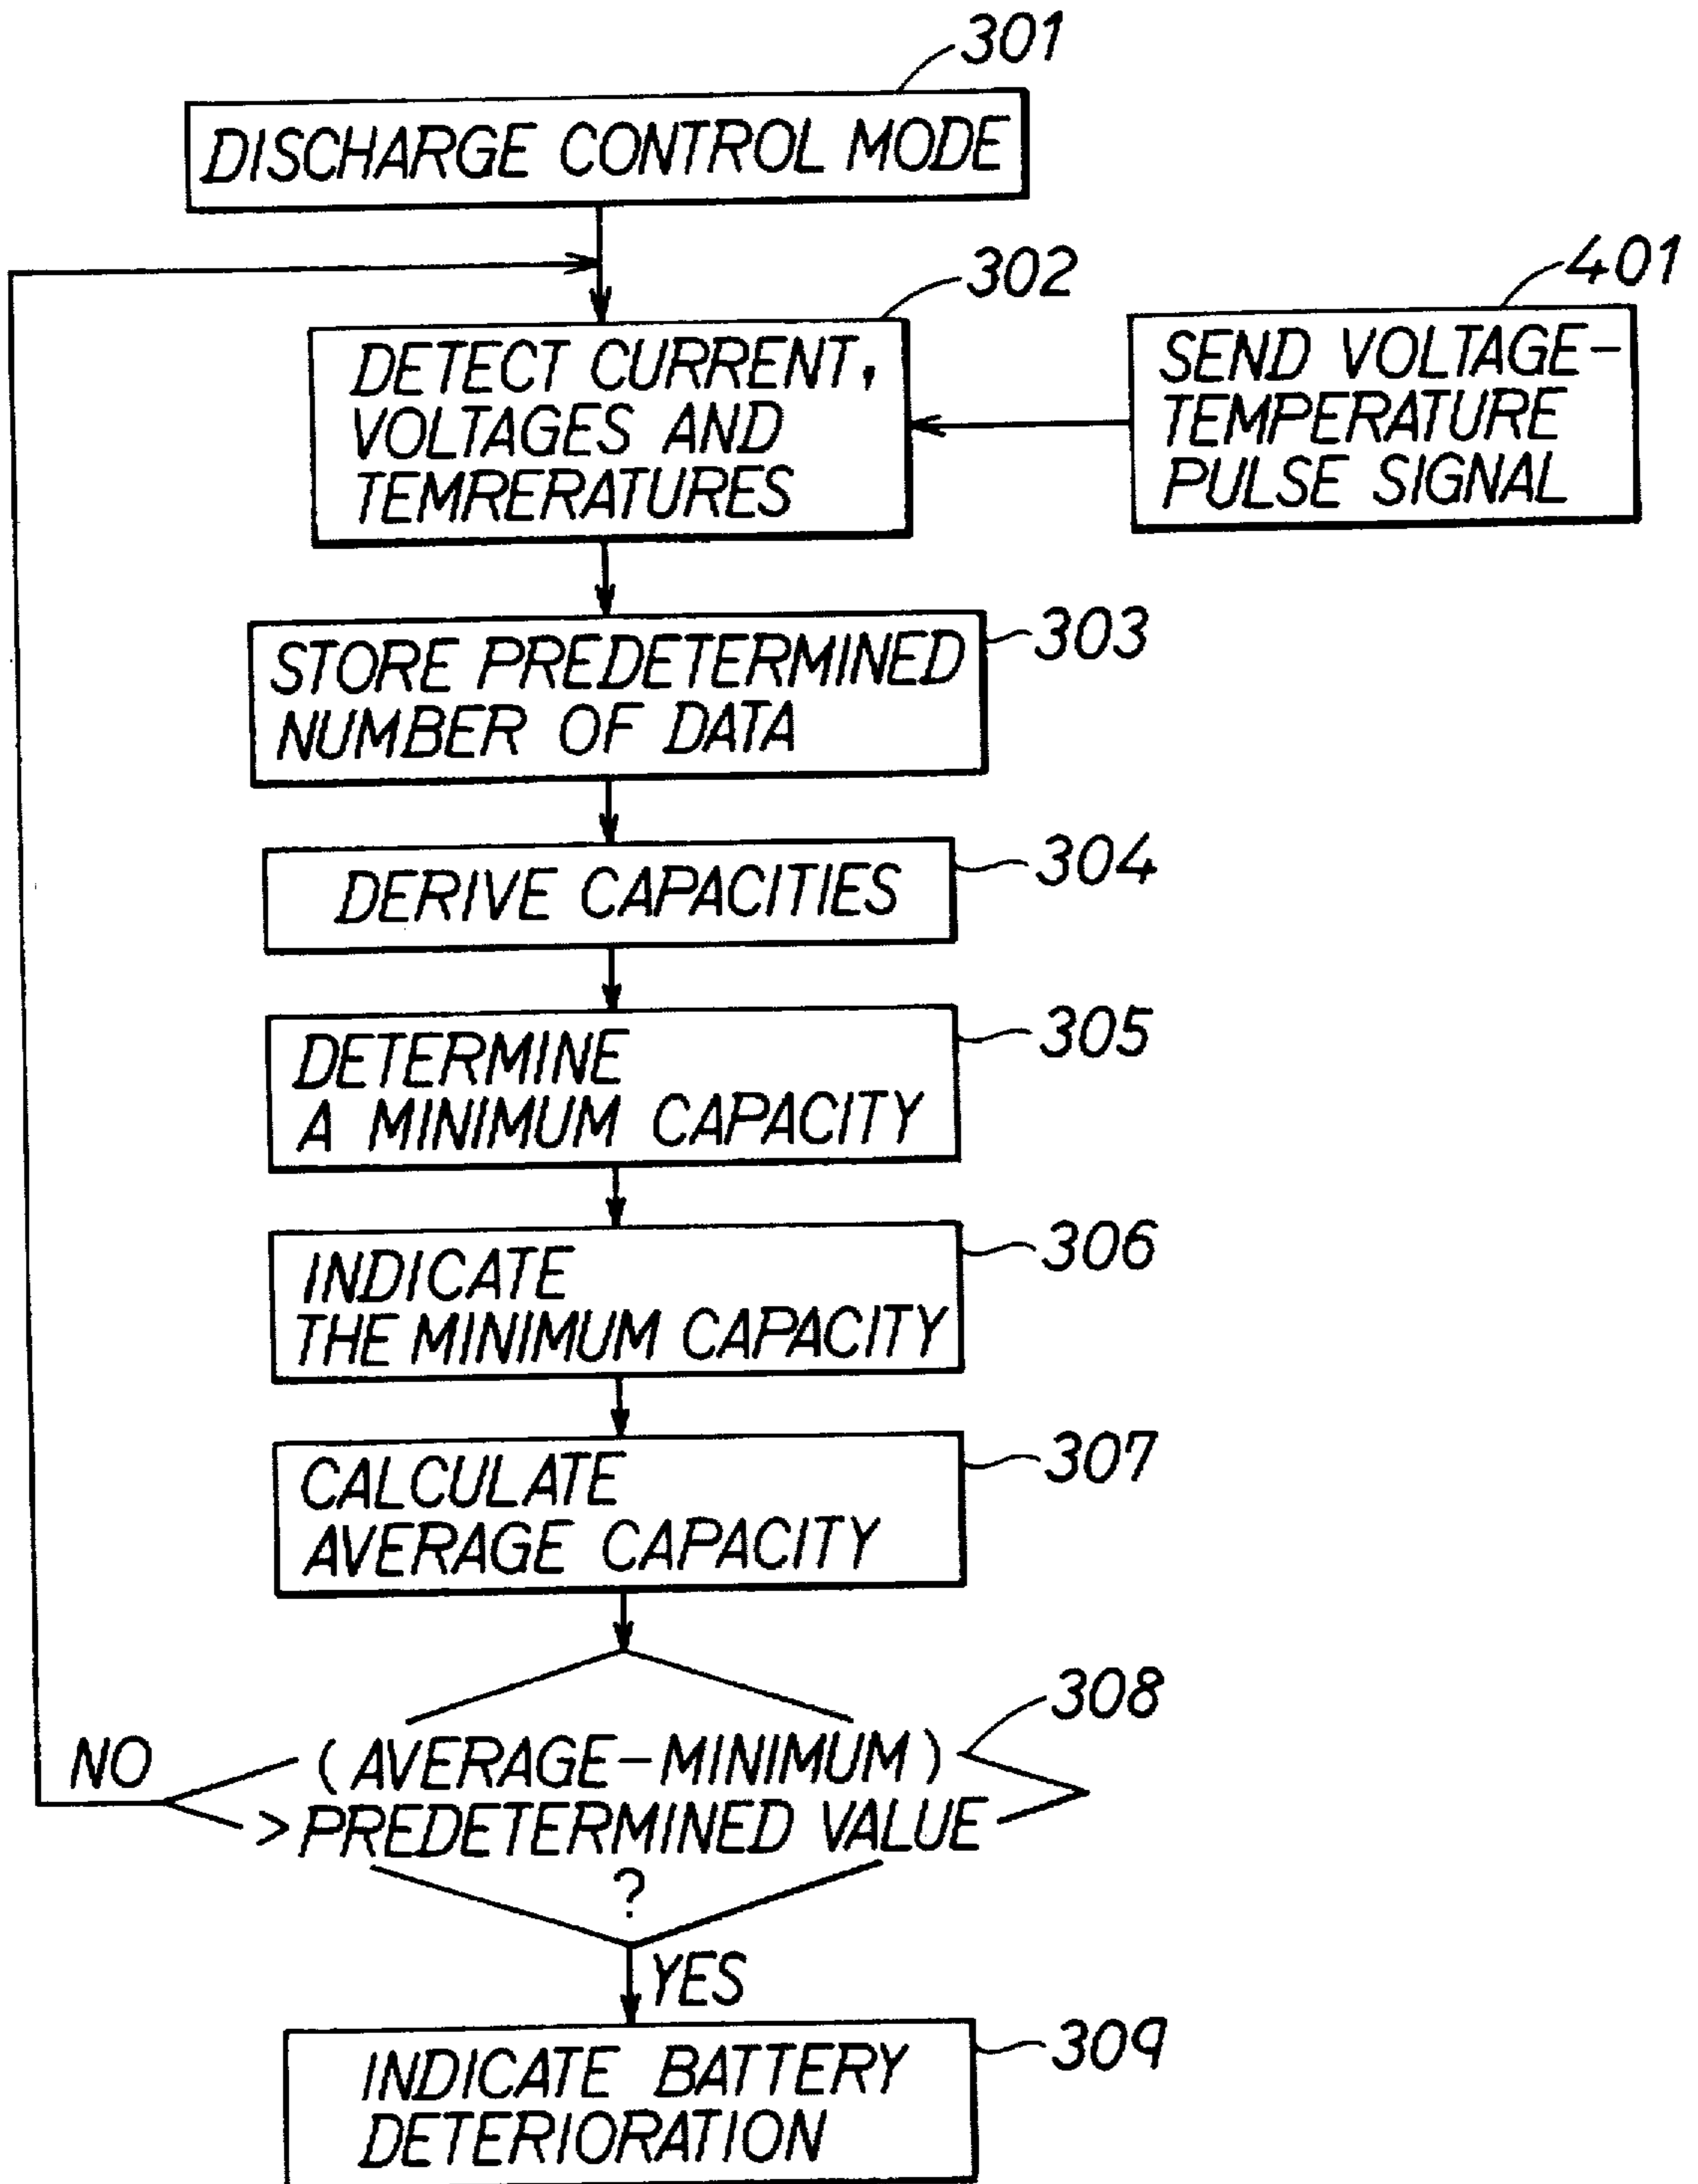 301
DISCHARGE CONTROL MODE
302
DETECT CURRENT,
VOLTAGES AND
TEMRERATURES
401
SEND VOLTAGE-
TEMPERATURE
PULSE SIGNAL
303
STORE PREDETERMINED
NUMBER OF DATA
304
DERIVE CAPACITIES
305
DETERMINE
A MINIMUM CAPACITY
306
INDICATE
THE MINIMUM CAPACITY
307
CALCULATE
AVERAGE CAPACITY
308
NO
(AVERAGE-MINIMUM)
>PREDETERMINED VALUE
?
YES
309
INDICATE BATTERY
DETERIORATION